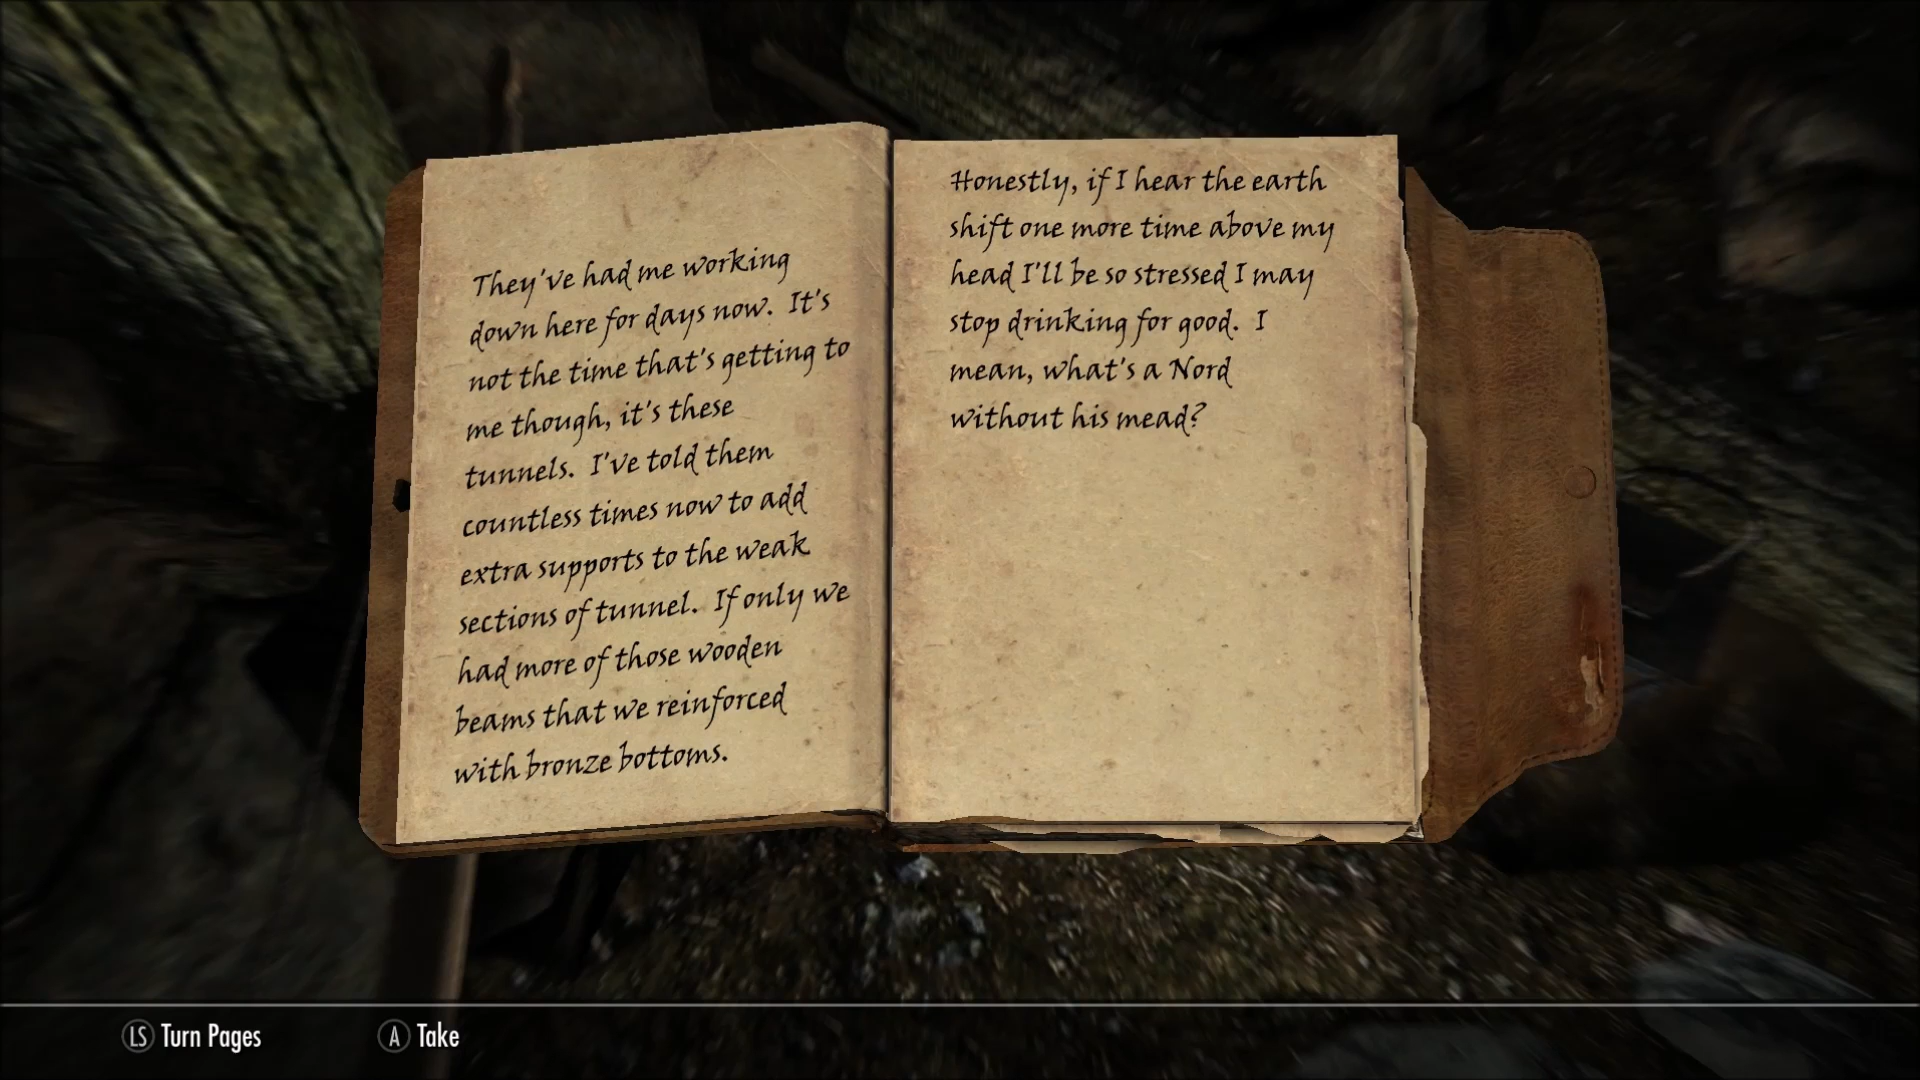 They've had me working
down here for days now. It's
not the time that's getting to
me though, it's these
tunnels. I've told them
countless times now to add
extra supports to the weak
sections of tunnel. If only we
had more of those wooden
beams that we reinforced
with bronze bottoms.
Honestly, if I hear the earth
shift one more time above my
head I'll be so stressed I may
stop drinking for good. I
mean, what's a Nord
without his mead?
LS Turn Pages
A Take